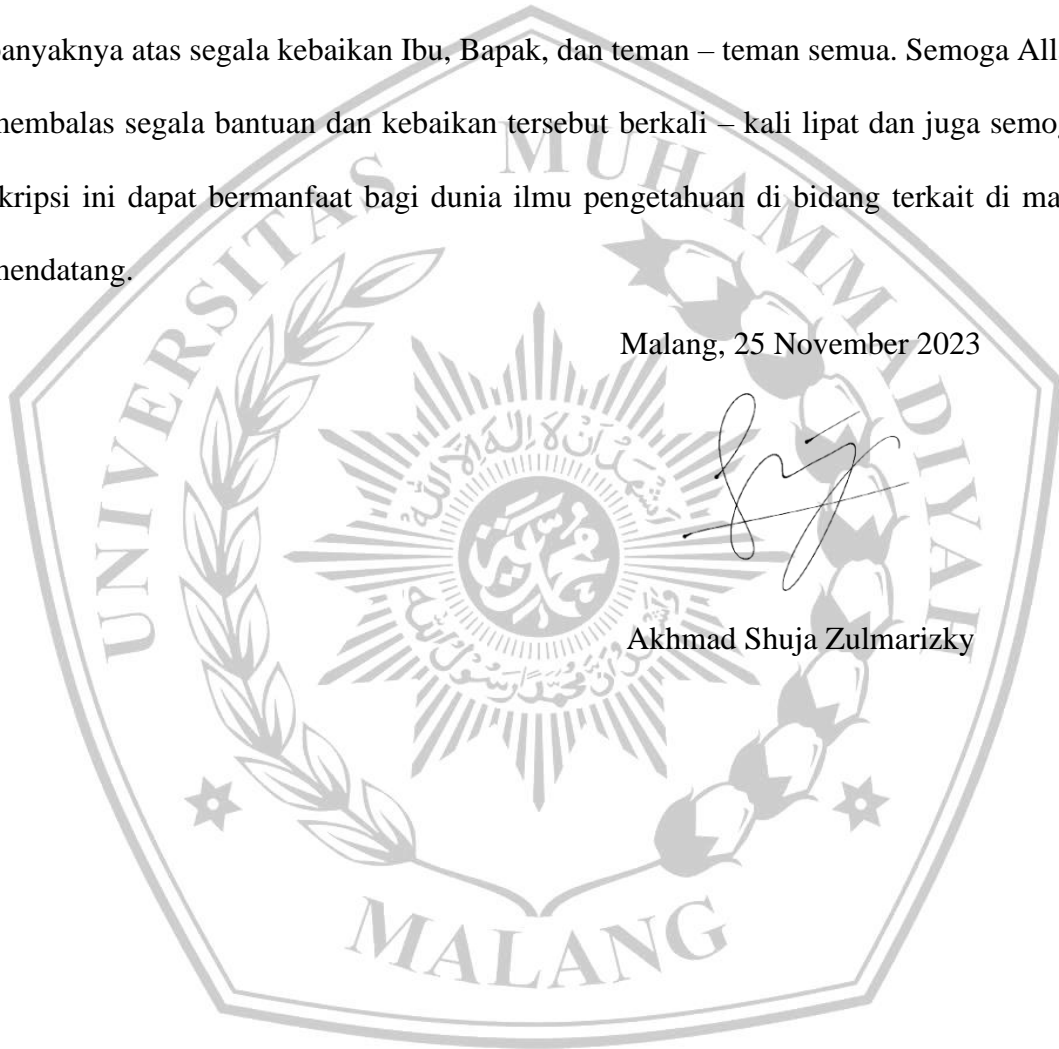 banyaknya atas segala kebaikan Ibu, Bapak, dan teman – teman semua. Semoga All
membalas segala bantuan dan kebaikan tersebut berkali – kali lipat dan juga semog
kripsi ini dapat bermanfaat bagi dunia ilmu pengetahuan di bidang terkait di ma
mendatang.
Malang, 25 November 2023
Akhmad Shuja Zulmarizky
UNIVERSITAS MUHAMMADIYAH
MALANG